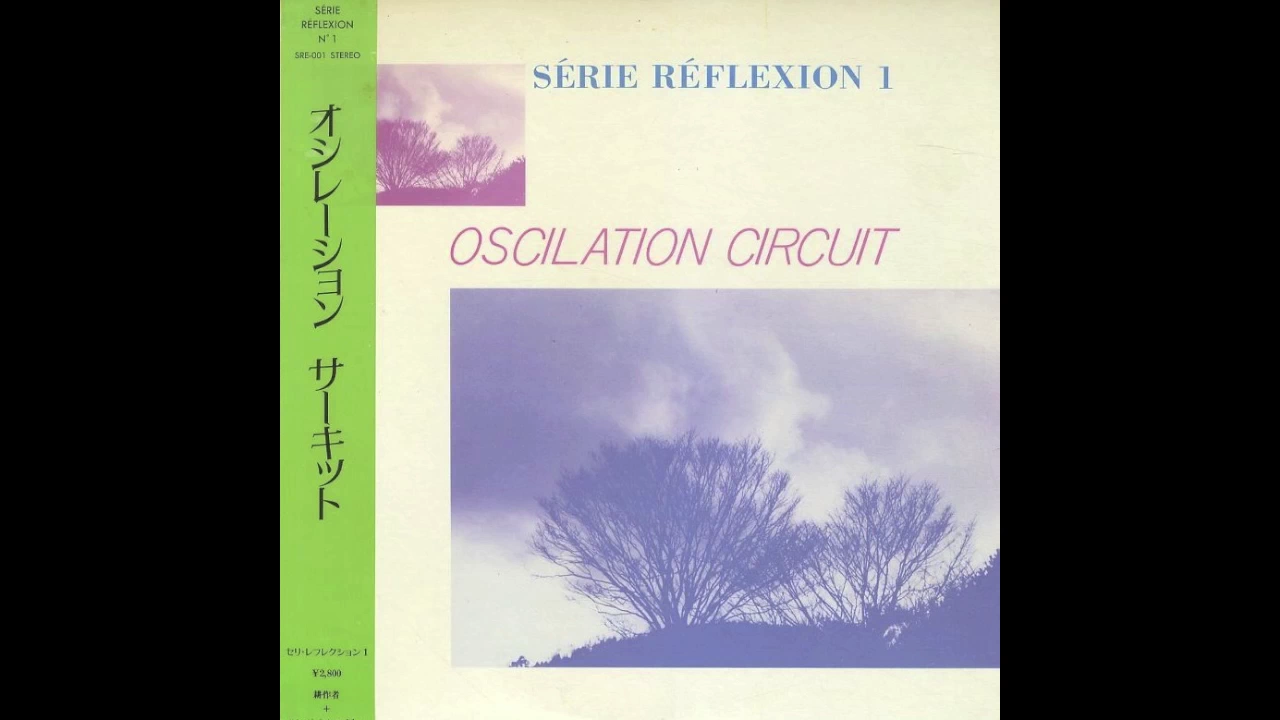 SÉRIE
RÉFLEXION
N°1
SRE-001 STEREO
オシレーション サーキット
セリ・レフレクション 1
¥2,800
耕作者
+
SÉRIE RÉFLEXION 1
OSCILATION CIRCUIT